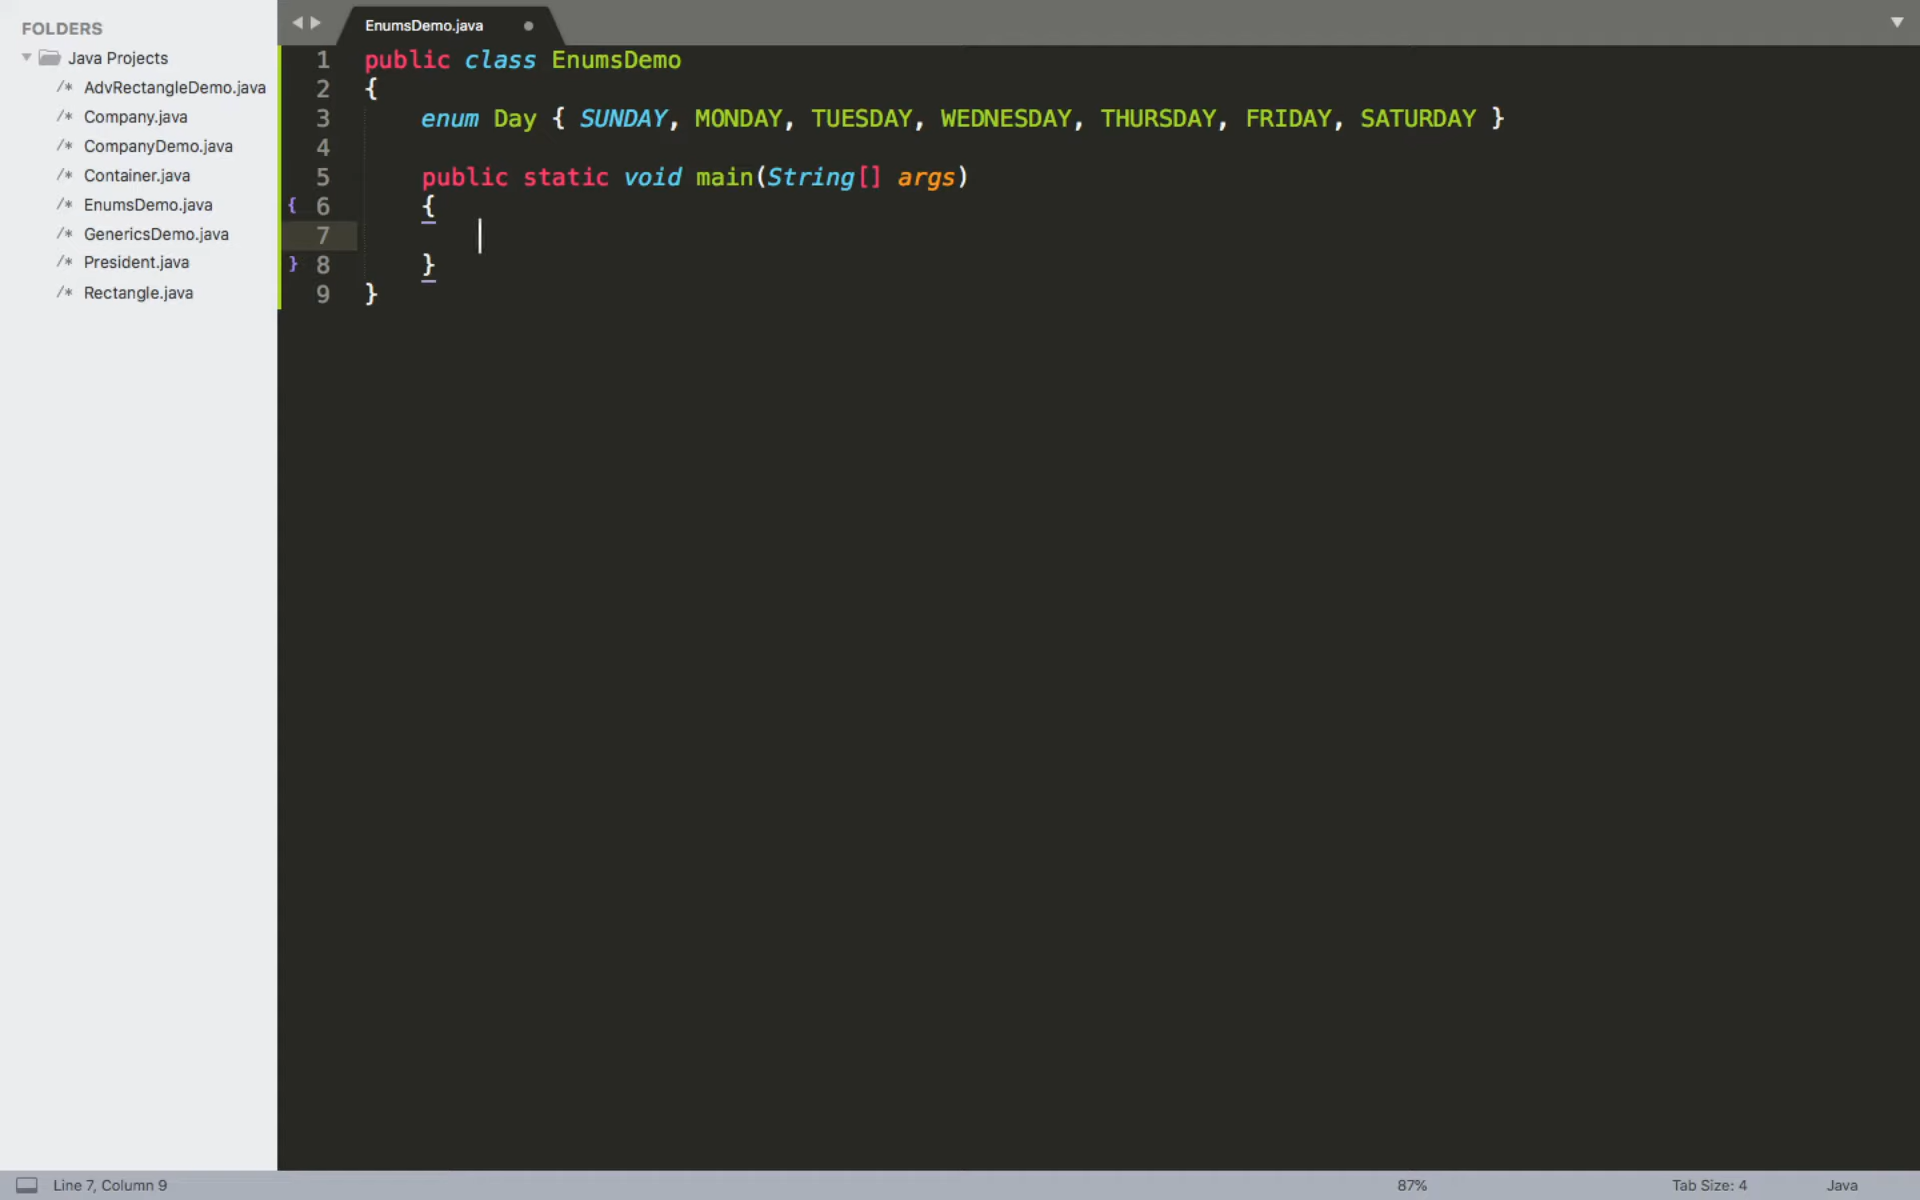 FOLDERS
Java Projects
/* AdvRectangleDemo.java
/* Company.java
/* CompanyDemo.java
/* Container.java
/* EnumsDemo.java
/* GenericsDemo.java
/* President.java
/* Rectangle.java
EnumsDemo.java
1 public class EnumsDemo
2 {
3 enum Day { SUNDAY, MONDAY, TUESDAY, WEDNESDAY, THURSDAY, FRIDAY, SATURDAY }
4
5 public static void main(String[] args)
{ 6 {
7
} 8 }
9 }
Line 7, Column 9
87%
Tab Size: 4
Java